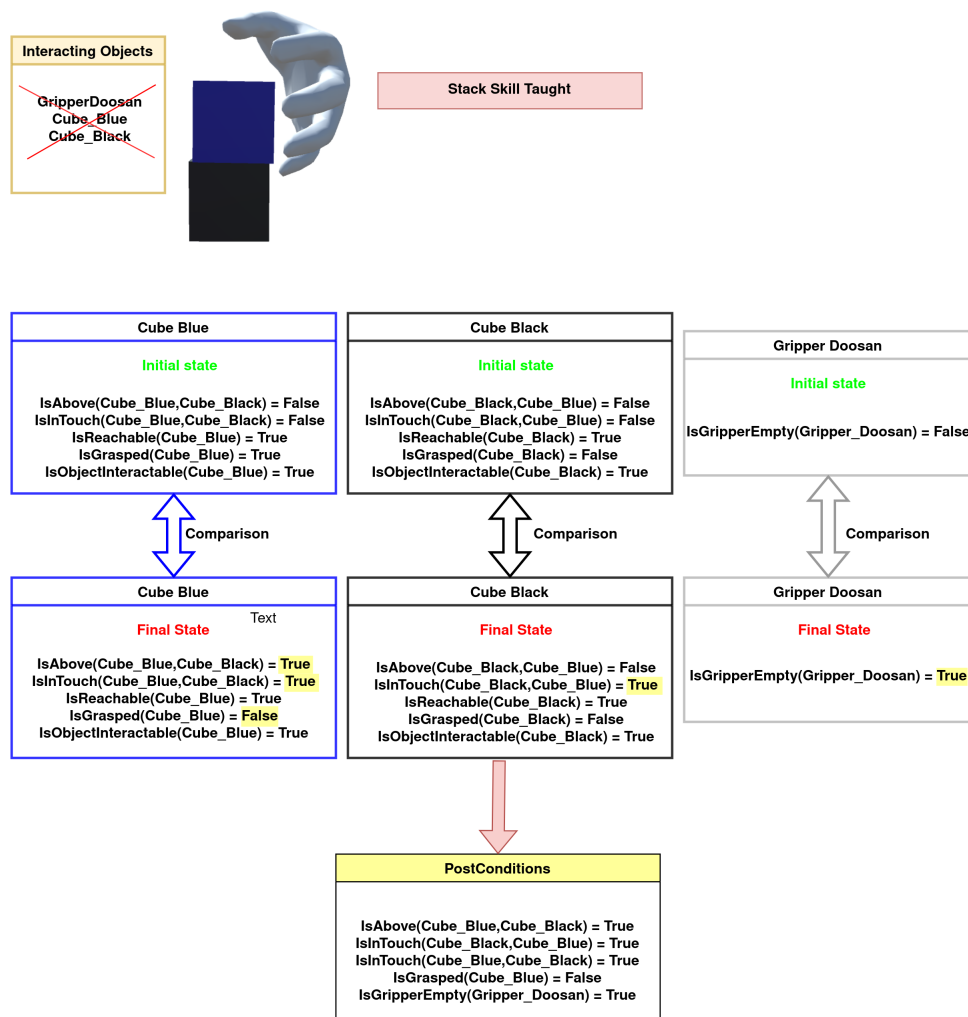 Interacting Objects
GripperDoosan
Cube_Blue
Cube_Black
Stack Skill Taught
Cube Blue
Initial state
IsAbove(Cube_Blue,Cube_Black) = False
IsInTouch(Cube_Blue,Cube_Black) = False
IsReachable(Cube_Blue) = True
IsGrasped(Cube_Blue) = True
IsObjectInteractable(Cube_Blue) = True
Cube Black
Initial state
IsAbove(Cube_Black,Cube_Blue) = False
IsInTouch(Cube_Black,Cube_Blue) = False
IsReachable(Cube_Black) = True
IsGrasped(Cube_Black) = False
IsObjectInteractable(Cube_Black) = True
Gripper Doosan
Initial state
IsGripperEmpty(Gripper_Doosan) = False
Comparison
Comparison
Comparison
Cube Blue
Text
Final State
IsAbove(Cube_Blue,Cube_Black) = True
IsInTouch(Cube_Blue,Cube_Black) = True
IsReachable(Cube_Blue) = True
IsGrasped(Cube_Blue) = False
IsObjectInteractable(Cube_Blue) = True
Cube Black
Final State
IsAbove(Cube_Black,Cube_Blue) = False
IsInTouch(Cube_Black,Cube_Blue) = True
IsReachable(Cube_Black) = True
IsGrasped(Cube_Black) = False
IsObjectInteractable(Cube_Black) = True
Gripper Doosan
Final State
IsGripperEmpty(Gripper_Doosan) = True
PostConditions
IsAbove(Cube_Blue,Cube_Black) = True
IsInTouch(Cube_Black,Cube_Blue) = True
IsInTouch(Cube_Blue,Cube_Black) = True
IsGrasped(Cube_Blue) = False
IsGripperEmpty(Gripper_Doosan) = True